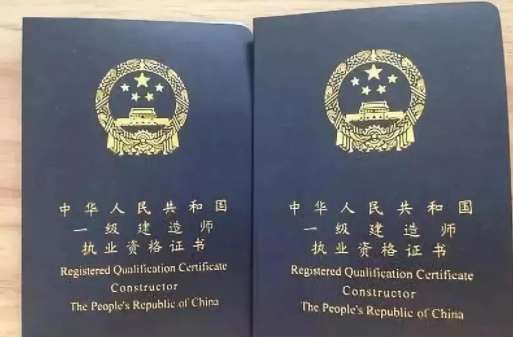 中华人民共和国
一级建造师
执业资格证书
Registered Qualification Certificate
Constructor
The People's Republic of China
中华人民共和国
一级建造师
执业资格证书
Registered Qualification Certificate
Constructor
The People's Republic of China